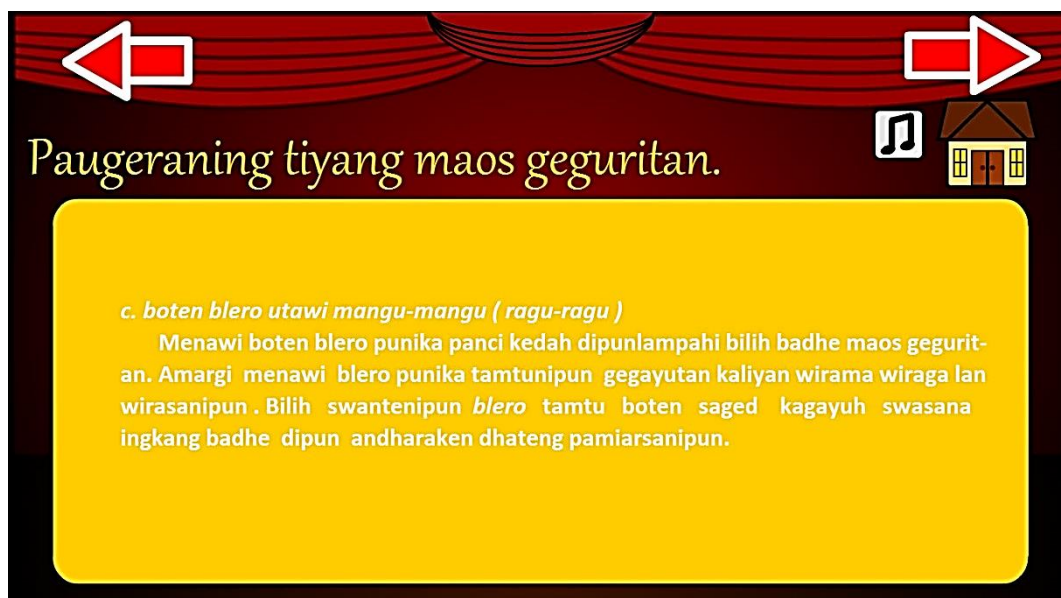 Paugeraning tiyang maos geguritan.
c. boten blero utawi mangu-mangu ( ragu-ragu )
Menawi boten blero punika panci kedah dipunlampahi bilih badhe maos gegurit-
an. Amargi menawi blero punika tamtunipun gegayutan kaliyan wirama wiraga lan
wirasanipun . Bilih swantenipun blero tamtu boten saged kagayuh swasana
ingkang badhe dipun andharaken dhateng pamiarsanipun.